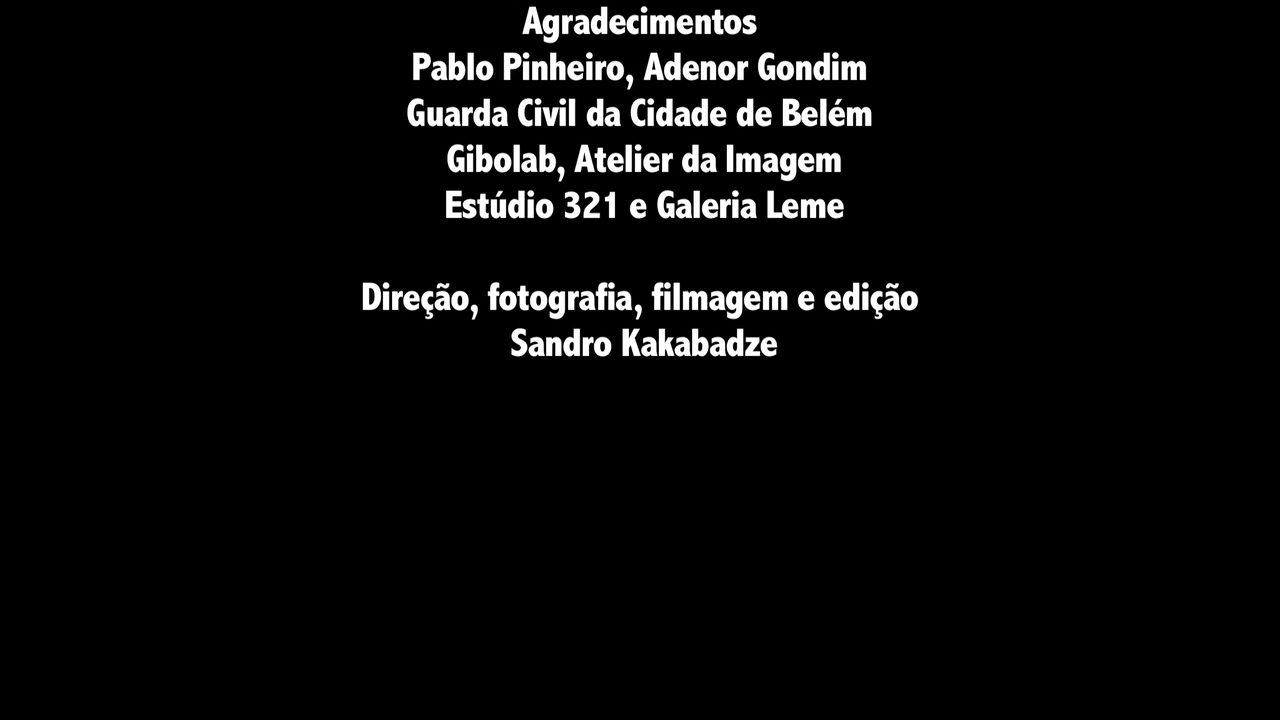 Agradecimentos
Pablo Pinheiro, Adenor Gondim
Guarda Civil da Cidade de Belém
Gibolab, Atelier da Imagem
Estúdio 321 e Galeria Leme
Direção, fotografia, filmagem e edição
Sandro Kakabadze